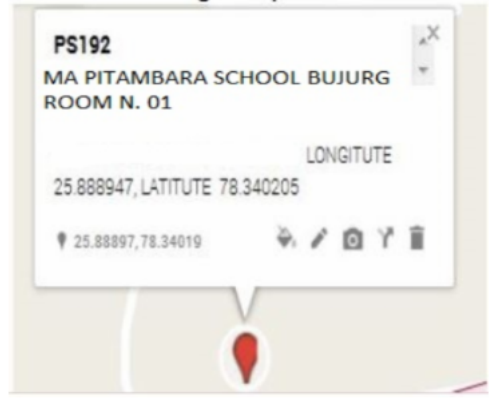 PS192
MA PITAMBARA SCHOOL BUJURG
ROOM N. 01
LONGITUTE
25.888947, LATITUTE 78.340205
25.88897,78.34019